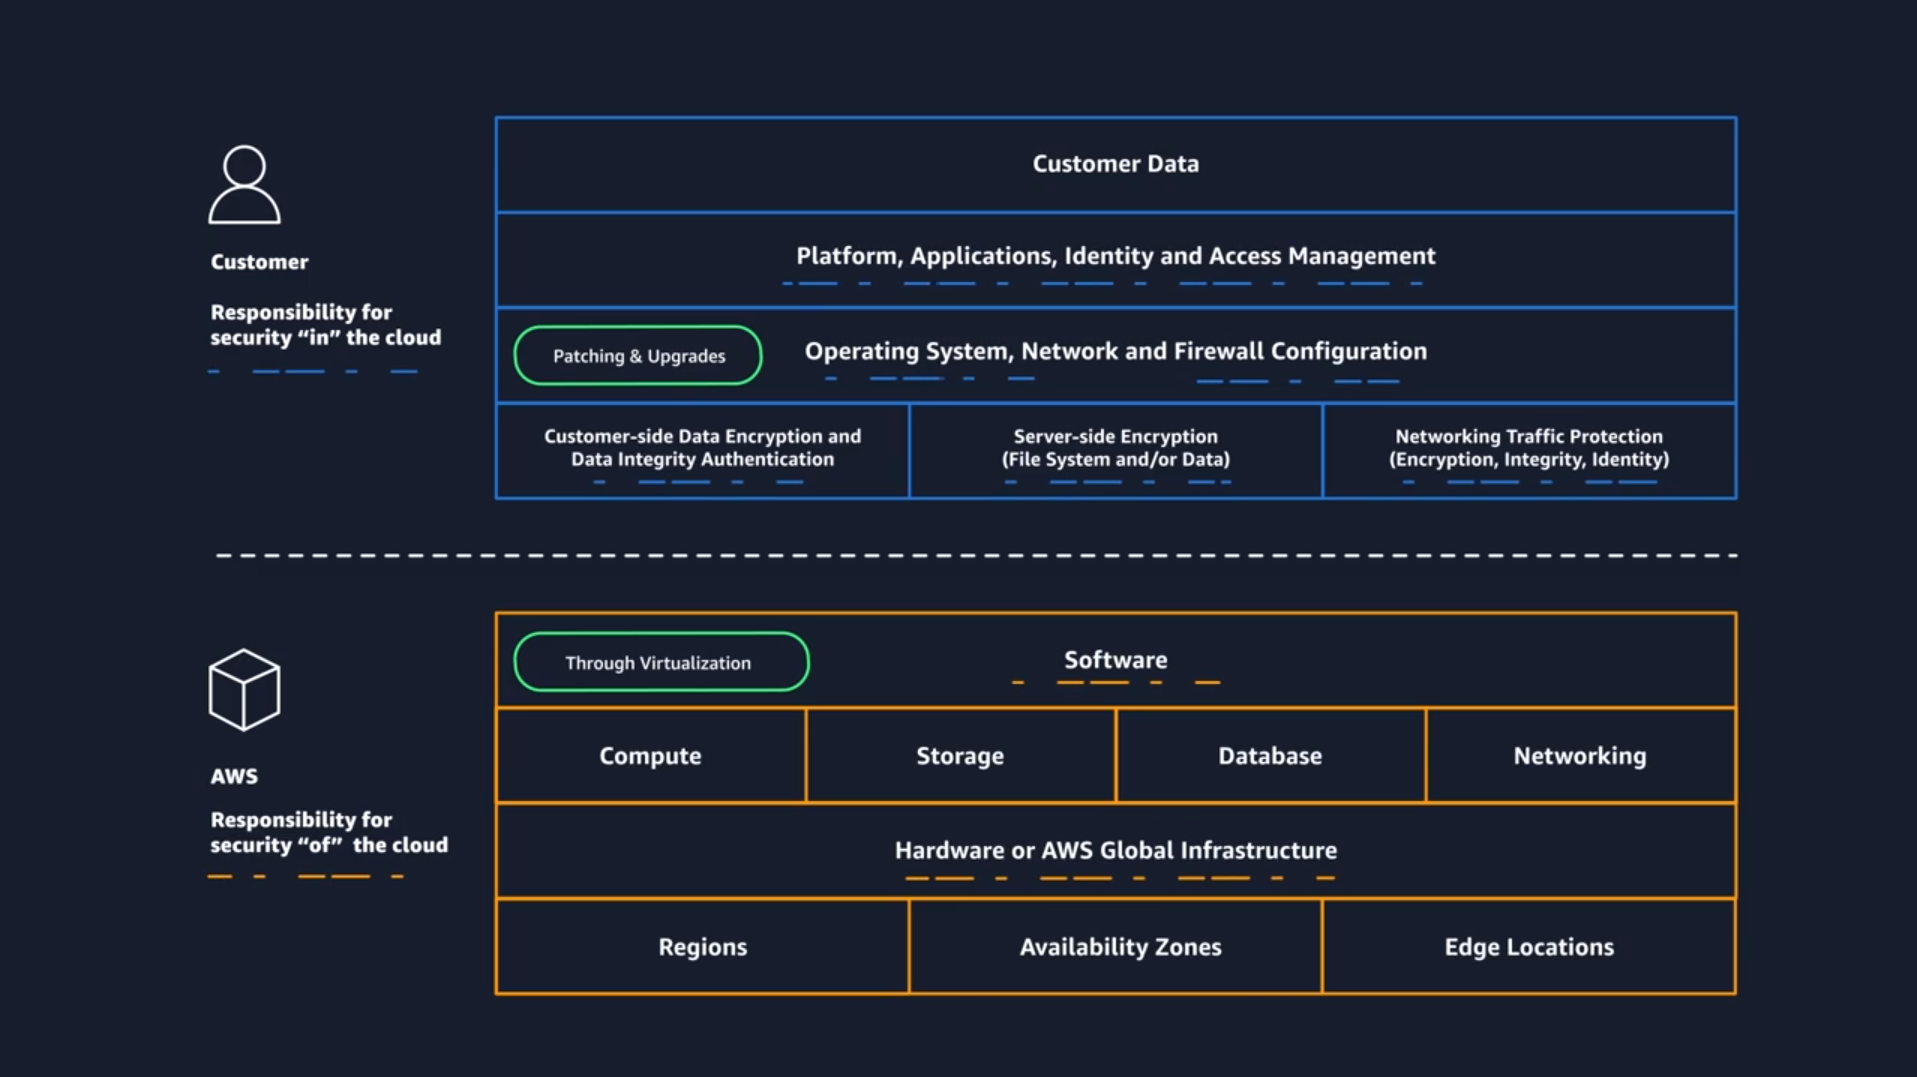 Customer
Responsibility for
security “in” the cloud
Customer Data
Platform, Applications, Identity and Access Management
Patching & Upgrades
Operating System, Network and Firewall Configuration
Customer-side Data Encryption and
Data Integrity Authentication
Server-side Encryption
(File System and/or Data)
Networking Traffic Protection
(Encryption, Integrity, Identity)
AWS
Responsibility for
security “of” the cloud
Through Virtualization
Software
Compute
Storage
Database
Networking
Hardware or AWS Global Infrastructure
Regions
Availability Zones
Edge Locations